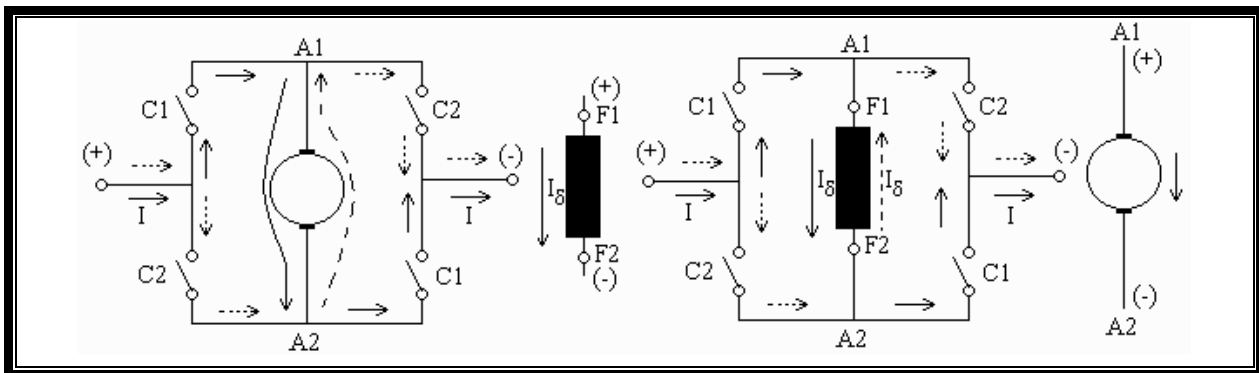 A1
C1
C2
(+)
(-)
I
I
C2
C1
A2
(+)
F1
Iδ
F2
(-)
A1
C1
F1
C2
(+)
Iδ
Iδ
(-)
I
I
C2
F2
C1
A2
A1
(+)
(-)
A2